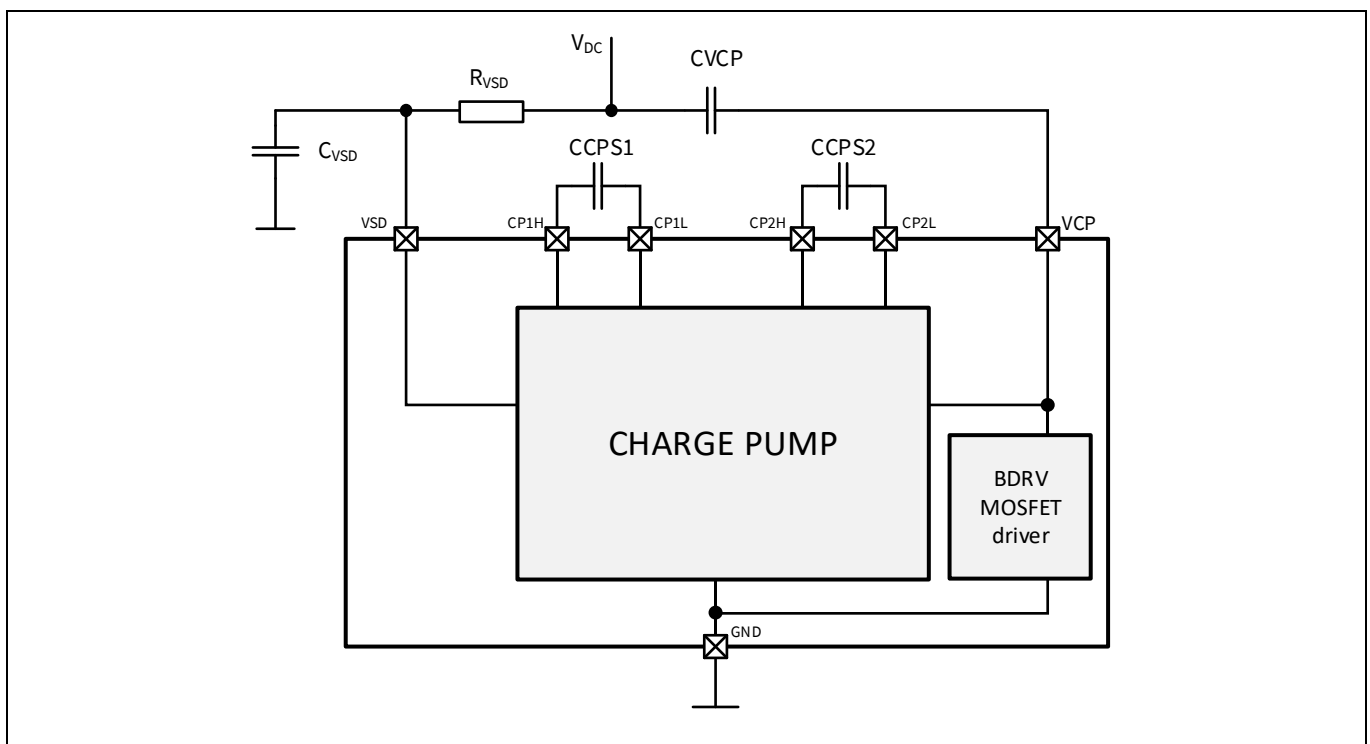 VDC
CVCP
RVSD
CVSD
CCPS1
CCPS2
VSD
CP1H
CP1L
CP2H
CP2L
VCP
CHARGE PUMP
BDRV
MOSFET
driver
GND